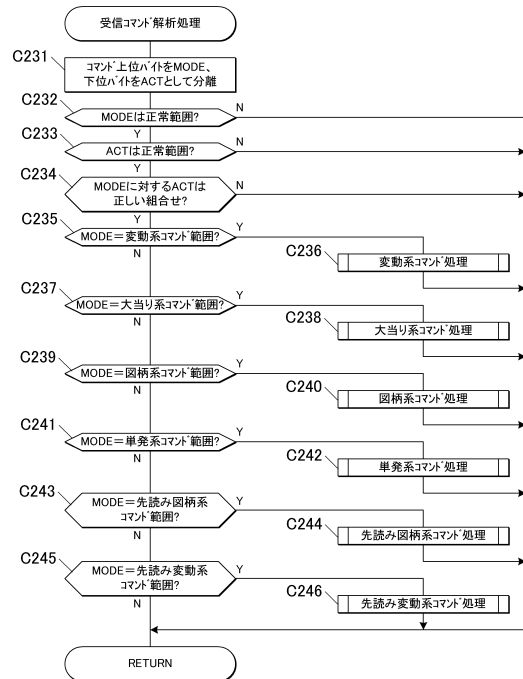 受信コマンド解析処理
C231
コマンド上位バイトをMODE、
下位バイトをACTとして分離
C232
MODEは正常範囲?
N
Y
C233
ACTは正常範囲?
N
Y
C234
MODEに対するACTは
正しい組合せ?
N
Y
C235
MODE＝変動系コマンド範囲?
Y
N
C236
変動系コマンド処理
C237
MODE＝大当り系コマンド範囲?
Y
N
C238
大当り系コマンド処理
C239
MODE＝図柄系コマンド範囲?
Y
N
C240
図柄系コマンド処理
C241
MODE＝単発系コマンド範囲?
Y
N
C242
単発系コマンド処理
C243
MODE＝先読み図柄系
コマンド範囲?
Y
N
C244
先読み図柄系コマンド処理
C245
MODE＝先読み変動系
コマンド範囲?
Y
N
C246
先読み変動系コマンド処理
RETURN